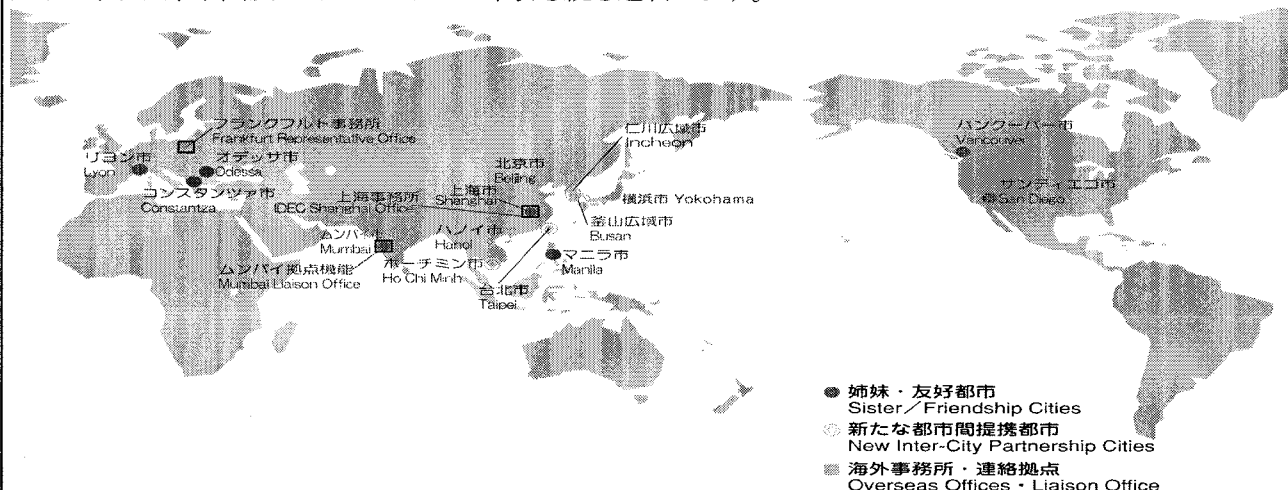 フランクフルト事務所
Frankfurt Representative Office
リヨン市
Lyon
オデッサ市
Odessa
コンスタンツァ市
Constantza
上海事務所
IDEC Shanghai Office
北京市
Beijing
上海市
Shanghai
仁川広域市
Incheon
横浜市 Yokohama
釜山広域市
Busan
ムンバイ市
Mumbai
ムンバイ拠点機能
Mumbai Liaison Office
ハノイ市
Hanoi
ホーチミン市
Ho Chi Minh
マニラ市
Manila
台北市
Taipei
バンクーバー市
Vancouver
サンディエゴ市
San Diego
姉妹・友好都市
Sister／Friendship Cities
新たな都市間提携都市
New Inter-City Partnership Cities
海外事務所・連絡拠点
Overseas Offices・Liaison Office